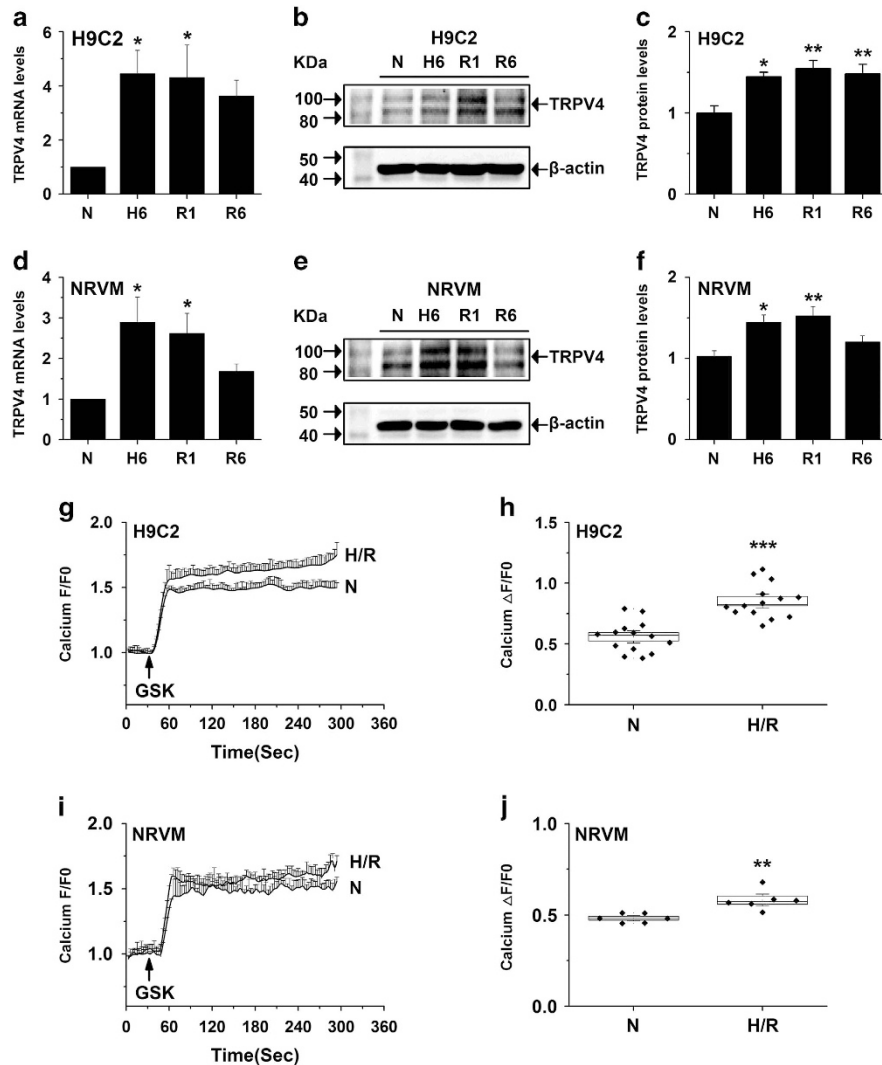 a
H9C2
TRPV4 mRNA levels
6
4
2
0
* *
N H6 R1 R6
b
H9C2
KDa N H6 R1 R6
100
80
TRPV4
50
40
β-actin
c
H9C2
TRPV4 protein levels
2
1
0
* ** **
N H6 R1 R6
d
NRVM
TRPV4 mRNA levels
4
3
2
1
0
* *
N H6 R1 R6
e
NRVM
KDa N H6 R1 R6
100
80
TRPV4
50
40
β-actin
f
NRVM
TRPV4 protein levels
2
1
0
* **
N H6 R1 R6
g
H9C2
Calcium F/F0
2.0
1.5
1.0
H/R
N
GSK
0 60 120 180 240 300 360
Time(Sec)
h
H9C2
Calcium △F/F0
1.5
1.0
0.5
0.0
***
N H/R
i
NRVM
Calcium F/F0
2.0
1.5
1.0
H/R
N
GSK
0 60 120 180 240 300 360
Time(Sec)
j
NRVM
Calcium △F/F0
1.0
0.5
0.0
**
N H/R